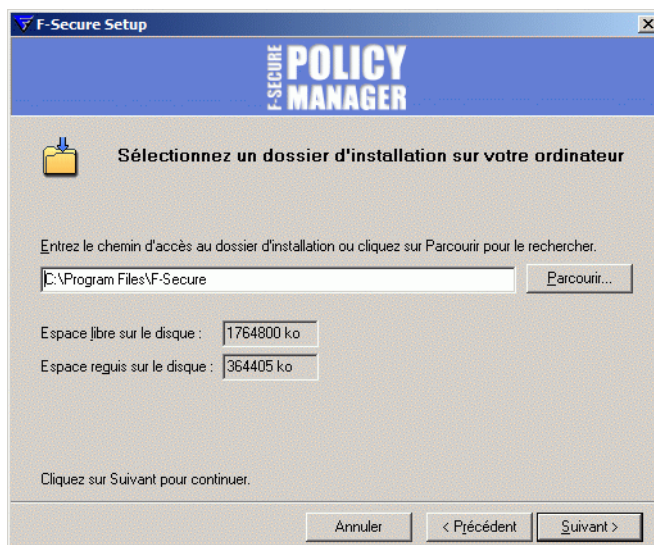 F-Secure Setup
F-SECURE
POLICY
MANAGER
Sélectionnez un dossier d'installation sur votre ordinateur
Entrez le chemin d'accès au dossier d'installation ou cliquez sur Parcourir pour le rechercher.
C:\Program Files\F-Secure
Parcourir...
Espace libre sur le disque : 1764800 ko
Espace requis sur le disque : 364405 ko
Cliquez sur Suivant pour continuer.
Annuler < Précédent Suivant >